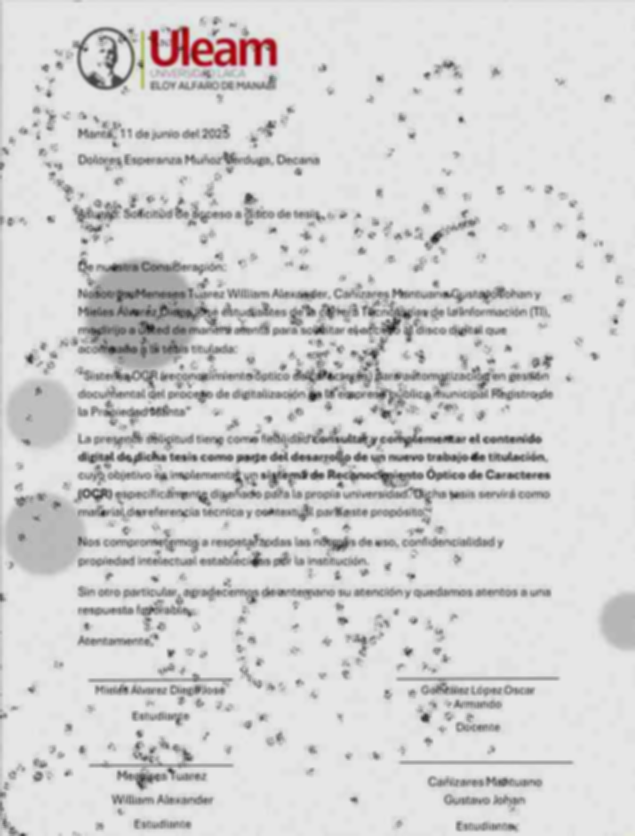 Uleam
UNIVERSIDAD LAICA
ELOY ALFARO DE MANABÍ
Manta, 11 de junio del 2025
Dolores Esperanza Muñoz Verduga, Decana
Asunto: Solicitud de acceso a disco de tesis
De nuestra Consideración:
Nosotros, Meneses Tuarez William Alexander, Cañizares Mantuano Gustavo Johan y
Mieles Álvarez Diego José estudiantes de la carrera Tecnologías de la Información (TI),
me dirijo a usted de manera atenta para solicitar el acceso al disco digital que
acompaña a la tesis titulada:
"Sistema OCR (reconocimiento óptico de para automatización en gestión
documental del proceso de digitalización en la empresa pública municipal Registro de
la Propiedad Manta"
La presente solicitud tiene como finalidad consultar y complementar el contenido
digital de dicha tesis como parte del desarrollo de un nuevo trabajo de titulación,
cuyo objetivo es implementar un sistema de Reconocimiento Óptico de Caracteres
(OCR) específicamente diseñado para la propia universidad. Dicha tesis servirá como
material de referencia técnica y contextual para este propósito.
Nos comprometemos a respetar todas las normas de uso, confidencialidad y
propiedad intelectual establecidas por la institución.
Sin otro particular, agradecemos de antemano su atención y quedamos atentos a una
respuesta favorable.
Atentamente,
Mieles Álvarez Diego José
Estudiante
González López Oscar
Armando
Docente
Meneses Tuarez
William Alexander
Estudiante
Cañizares Mantuano
Gustavo Johan
Estudiante